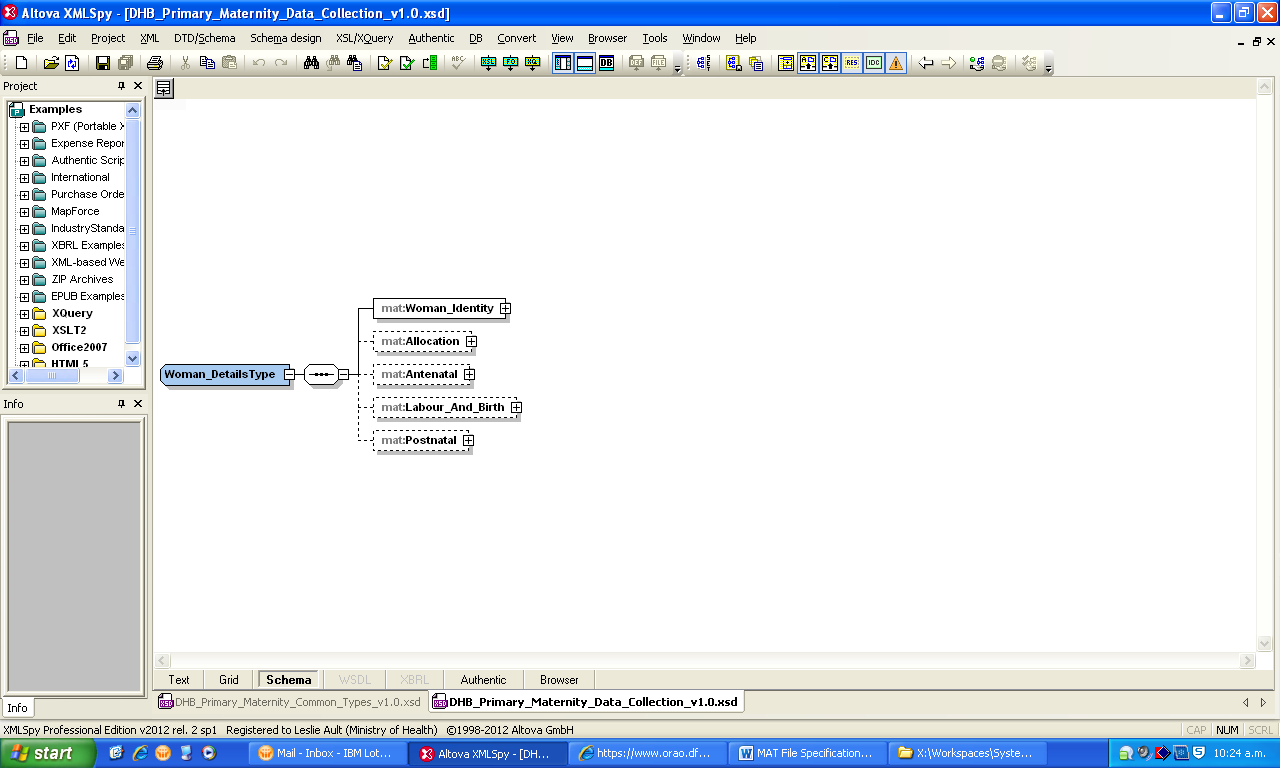 Altova XMLSpy - [DHB_Primary_Maternity_Data_Collection_v1.0.xsd]
File Edit Project XML DTD/Schema Schema design XSL/XQuery Authentic DB Convert View Browser Tools Window Help
Project
Examples
PXF (Portable X
Expense Repor
Authentic Scrip
International
Purchase Orde
MapForce
IndustryStanda
XBRL Examples
XML-based We
ZIP Archives
EPUB Examples
XQuery
XSLT2
Office2007
HTML5
Info
mat:Woman_Identity
mat:Allocation
Woman_DetailsType
mat:Antenatal
mat:Labour_And_Birth
mat:Postnatal
Text Grid Schema WSDL XBRL Authentic Browser
DHB_Primary_Maternity_Common_Types_v1.0.xsd DHB_Primary_Maternity_Data_Collection_v1.0.xsd
Info
XMLSpy Professional Edition v2012 rel. 2 sp1 Registered to Leslie Ault (Ministry of Health) ©1998-2012 Altova GmbH CAP NUM SCRL
start Mail - Inbox - IBM Lot... Altova XMLSpy - [DH... https://www.orao.df... MAT File Specification... X:\Workspaces\Syste... 10:24 a.m.